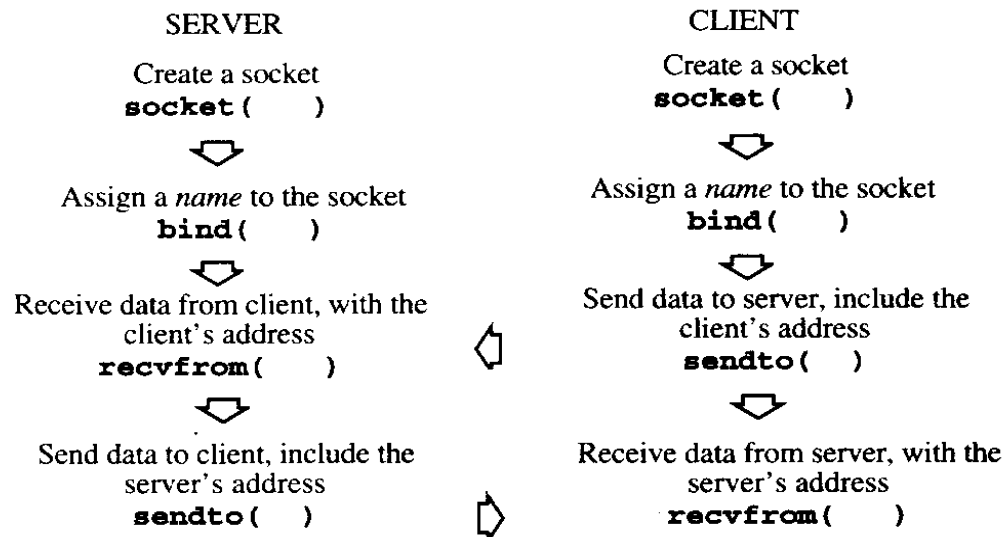 SERVER
Create a socket
socket( )
Assign a name to the socket
bind( )
Receive data from client, with the
client's address
recvfrom( )
Send data to client, include the
server's address
sendto( )
CLIENT
Create a socket
socket( )
Assign a name to the socket
bind( )
Send data to server, include the
client's address
sendto( )
Receive data from server, with the
server's address
recvfrom( )